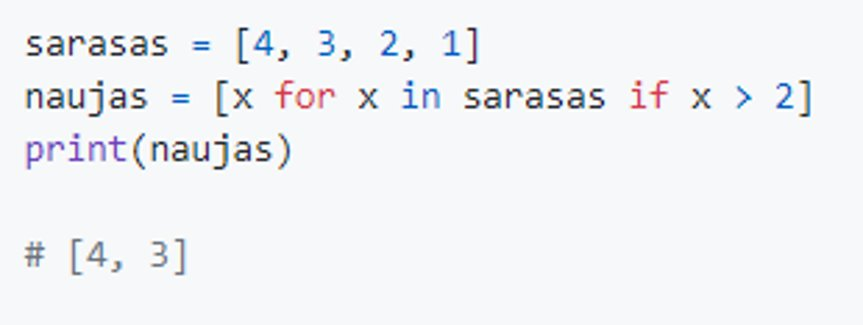 sarasas = [4, 3, 2, 1]
naujas = [x for x in sarasas if x > 2]
print(naujas)
# [4, 3]